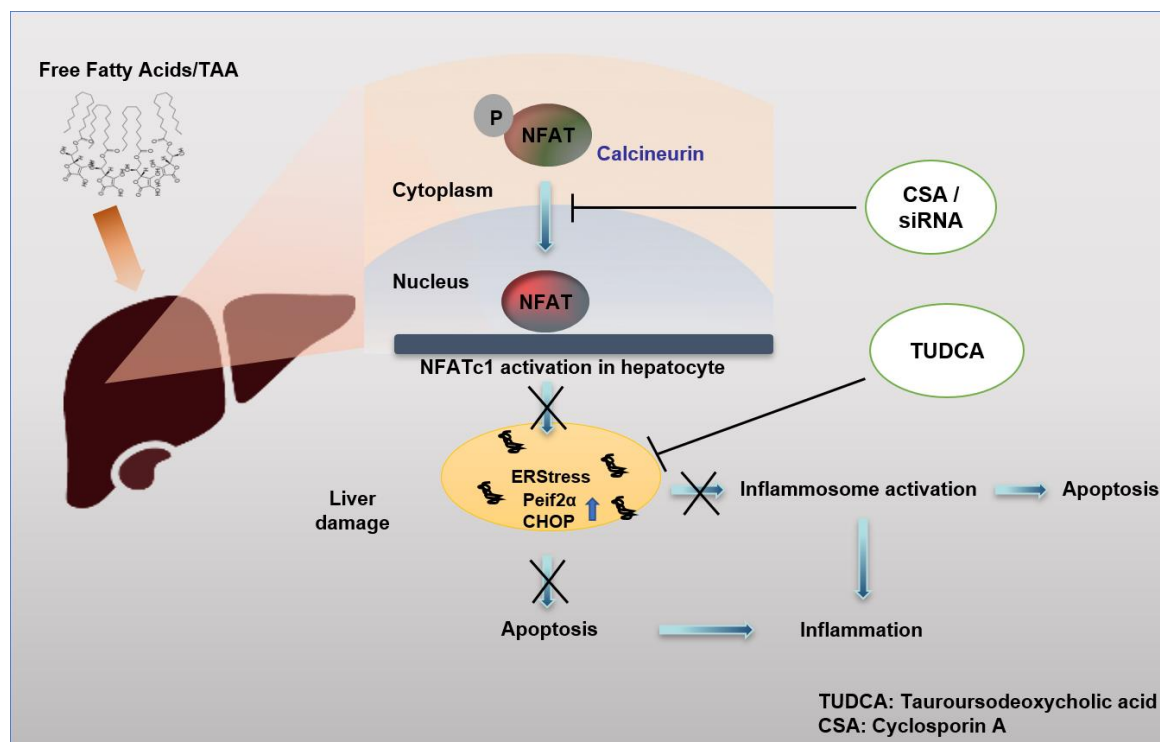 Free Fatty Acids/TAA
P
NFAT
Calcineurin
Cytoplasm
CSA /
siRNA
Nucleus
NFAT
NFATc1 activation in hepatocyte
TUDCA
ERStress
Peif2α
CHOP
Liver
damage
Inflammosome activation
Apoptosis
Apoptosis
Inflammation
TUDCA: Tauroursodeoxycholic acid
CSA: Cyclosporin A